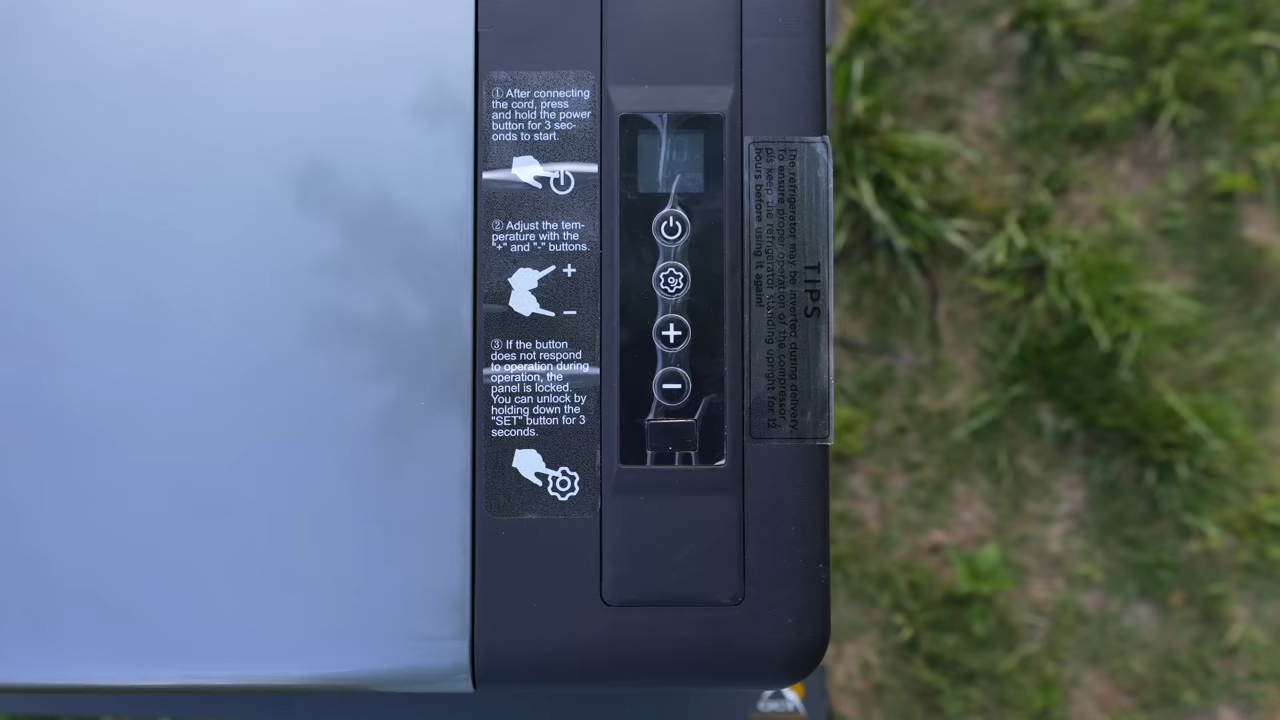 ① After connecting
the cord, press
and hold the power
button for 3 sec-
onds to start.
② Adjust the tem-
perature with the
"+" and "-" buttons.
+
−
③ If the button
does not respond
to operation during
operation, the
panel is locked.
You can unlock by
holding down the
"SET" button for 3
seconds.
TIPS
The refrigerator may be inverted during delivery.
To ensure proper operation of the compressor,
pls keep the refrigerator standing upright for 12
hours before using it again!